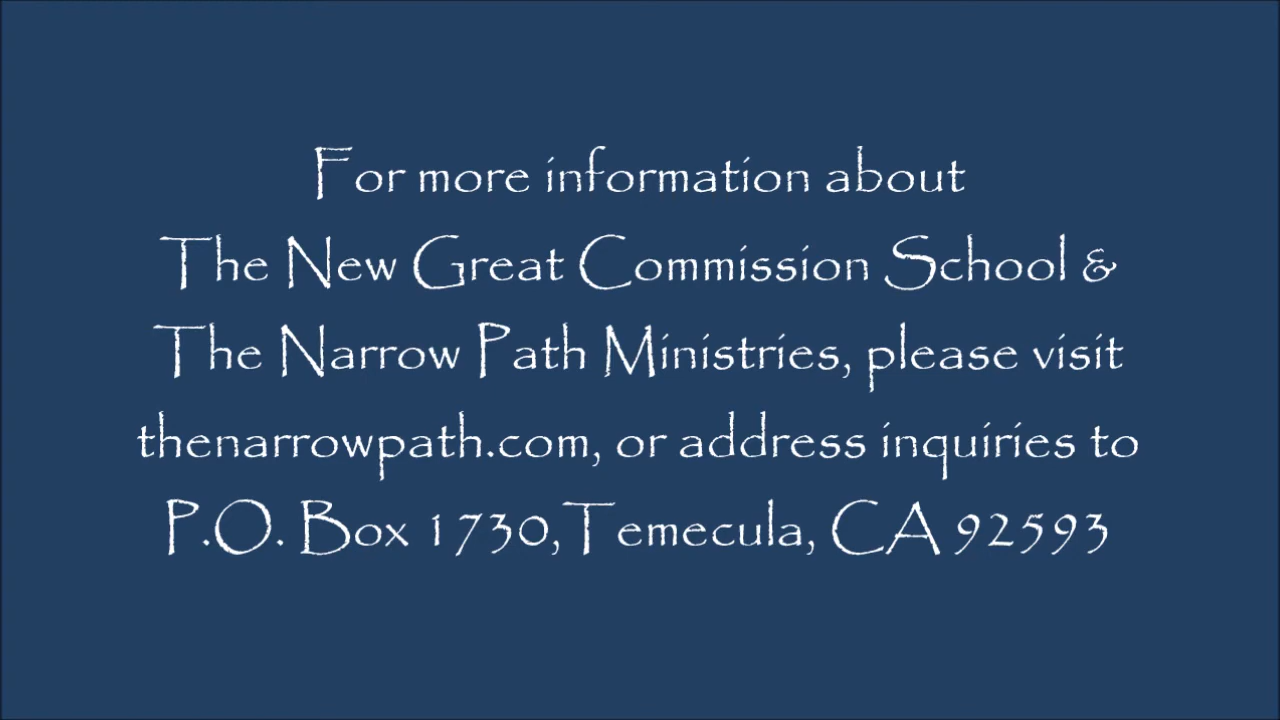 For more information about
The New Great Commission School &
The Narrow Path Ministries, please visit
thenarrowpath.com, or address inquiries to
P.O. Box 1730, Temecula, CA 92593